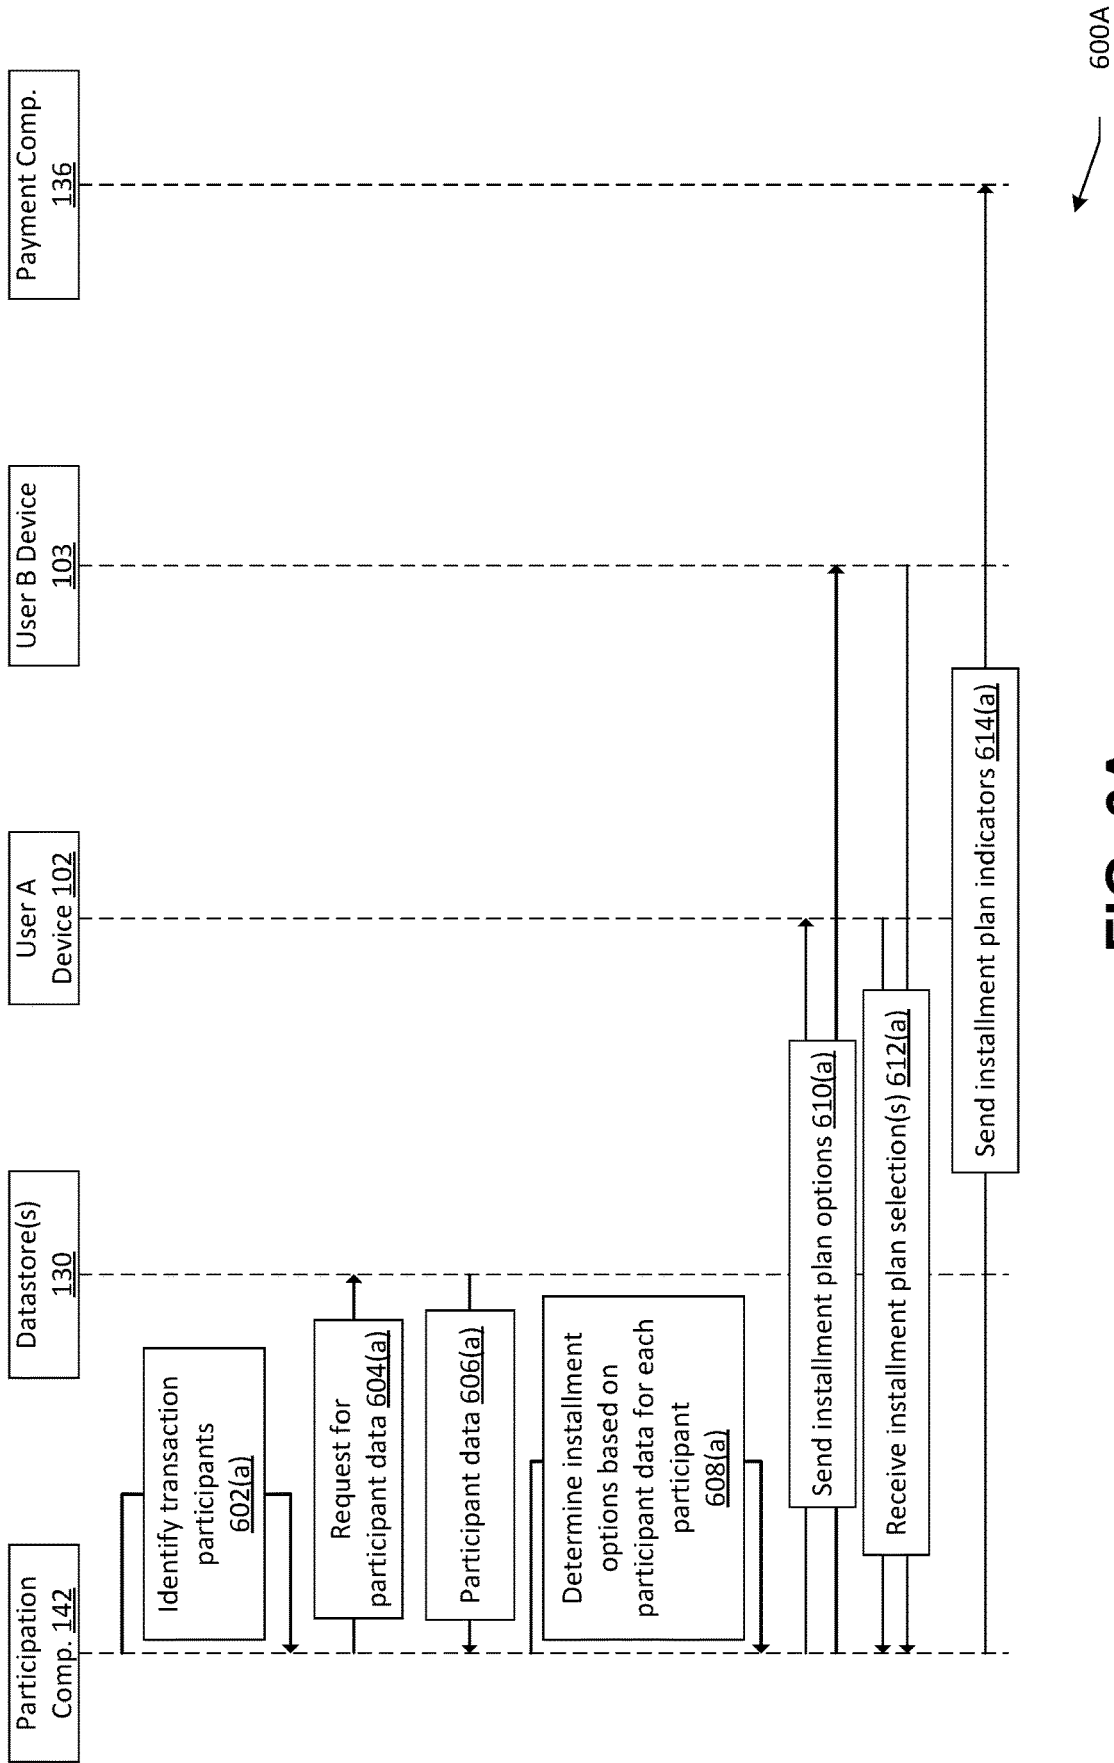 Participation
Comp. 142
Datastore(s)
130
User A
Device 102
User B Device
103
Payment Comp.
136
Identify transaction
participants
602(a)
Request for
participant data 604(a)
Participant data 606(a)
Determine installment
options based on
participant data for each
participant
608(a)
Send installment plan options 610(a)
Receive installment plan selection(s) 612(a)
Send installment plan indicators 614(a)
600A